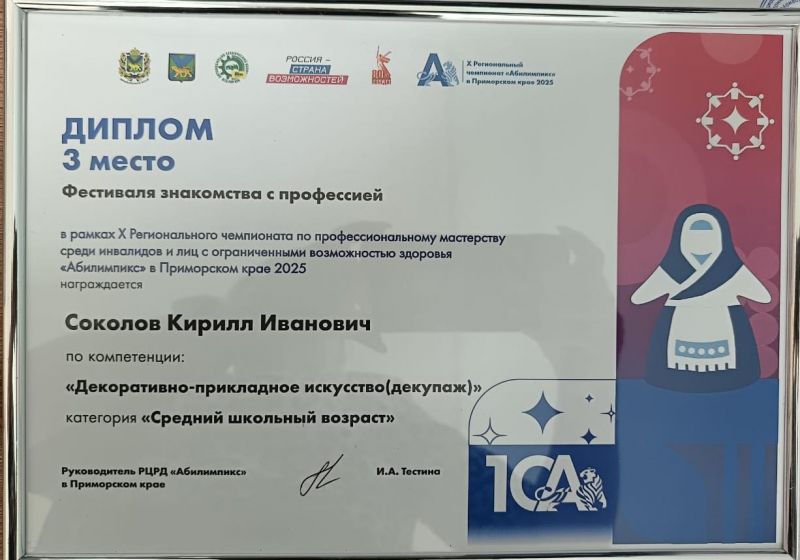 РОССИЯ –
СТРАНА
ВОЗМОЖНОСТЕЙ
X Региональный
чемпионат «Абилимпикс»
в Приморском крае 2025
ДИПЛОМ
3 место
Фестиваля знакомства с профессией
в рамках X Регионального чемпионата по профессиональному мастерству
среди инвалидов и лиц с ограниченными возможностью здоровья
«Абилимпикс» в Приморском крае 2025
награждается
Соколов Кирилл Иванович
по компетенции:
«Декоративно-прикладное искусство(декупаж)»
категория «Средний школьный возраст»
Руководитель РЦРД «Абилимпикс»
в Приморском крае
И.А. Тестина
10А